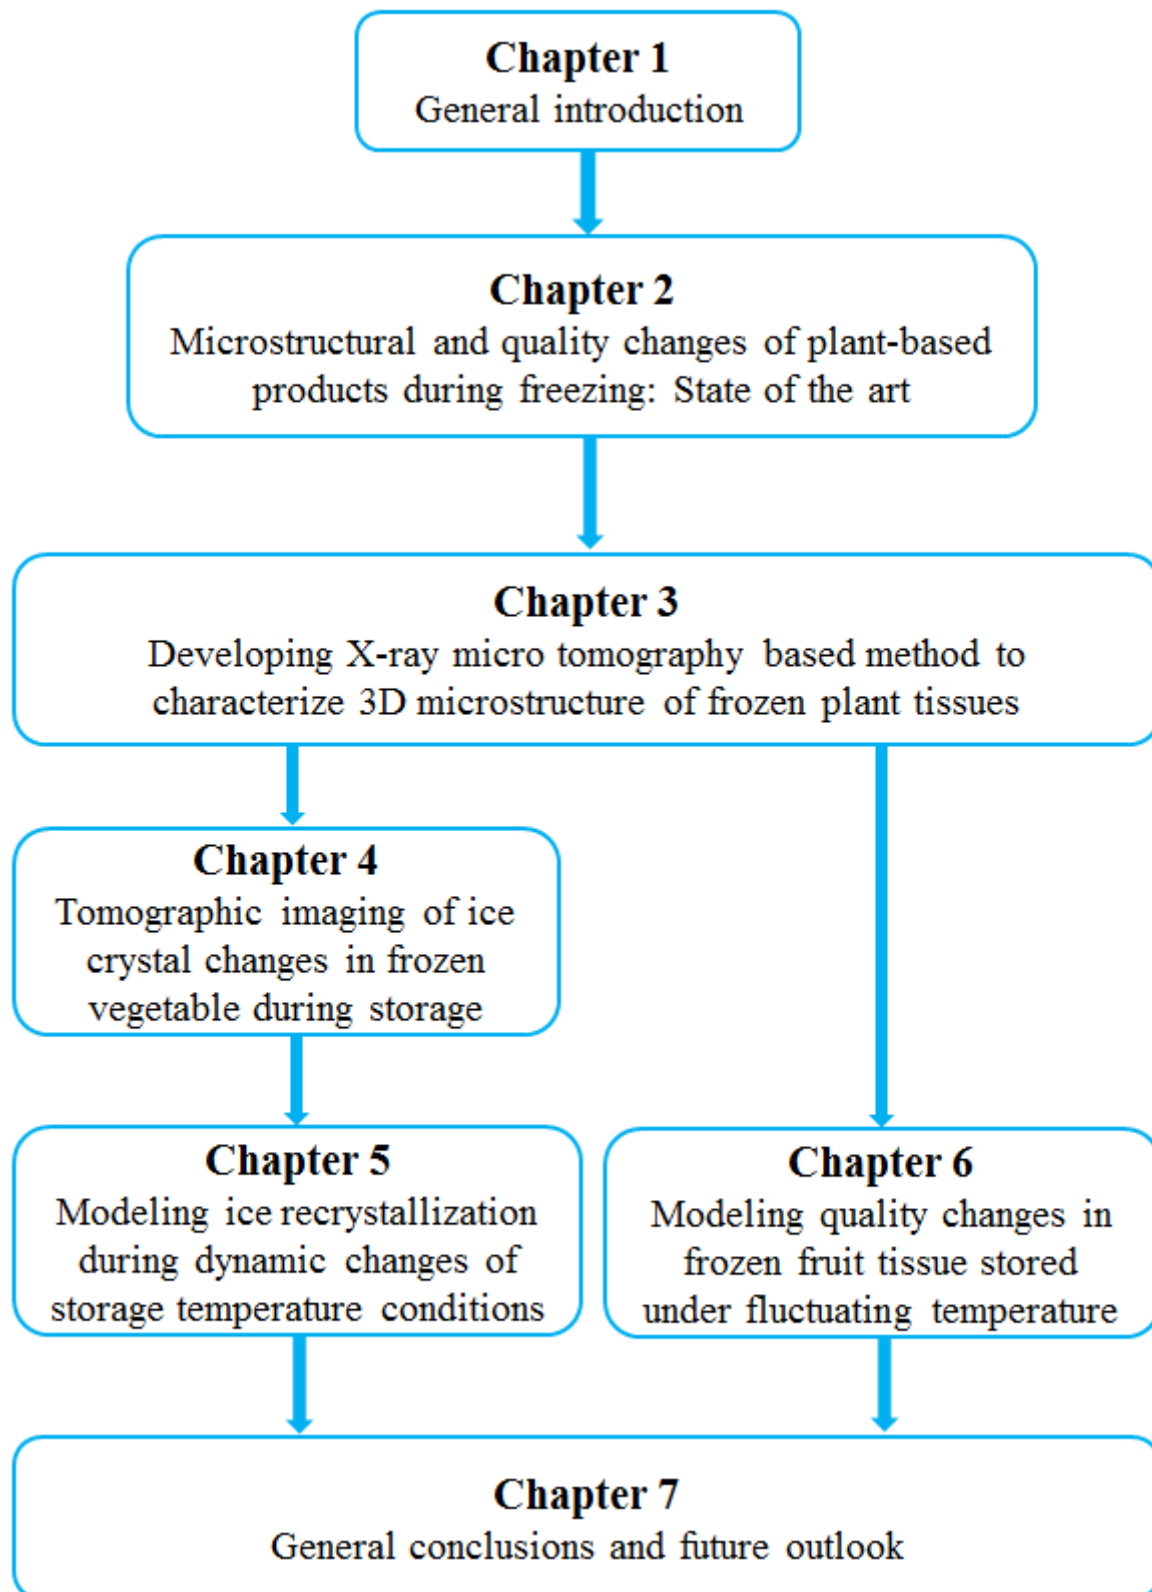 Chapter 1
General introduction
Chapter 2
Microstructural and quality changes of plant-based
products during freezing: State of the art
Chapter 3
Developing X-ray micro tomography based method to
characterize 3D microstructure of frozen plant tissues
Chapter 4
Tomographic imaging of ice
crystal changes in frozen
vegetable during storage
Chapter 5
Modeling ice recrystallization
during dynamic changes of
storage temperature conditions
Chapter 6
Modeling quality changes in
frozen fruit tissue stored
under fluctuating temperature
Chapter 7
General conclusions and future outlook